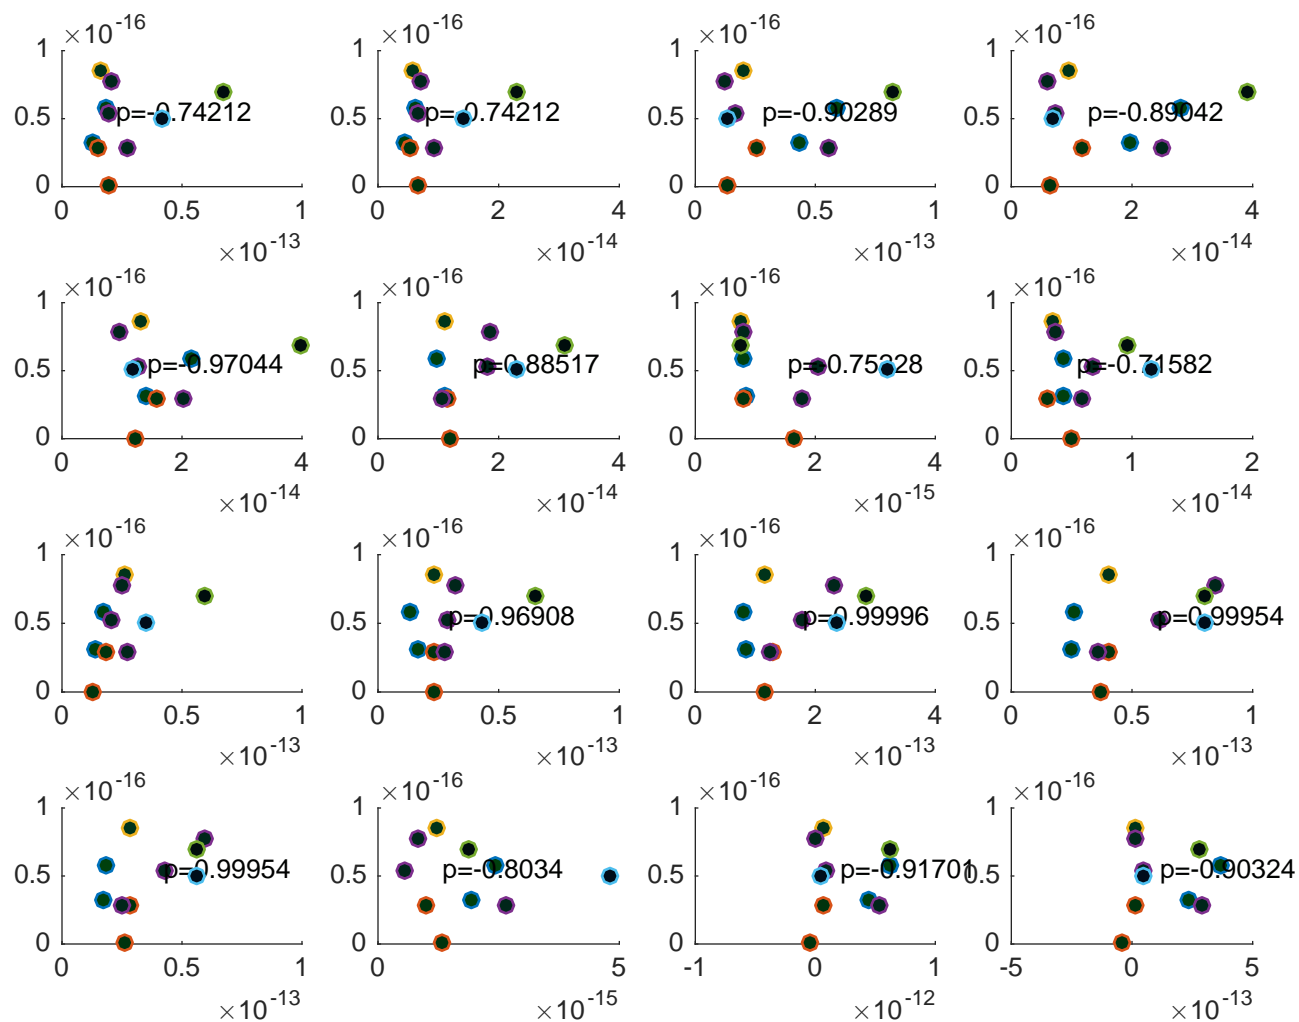 ×10-16 ×10-16 ×10-16 ×10-16
1 1 1 1
0.5 p=-0.74212 0.5 p=-0.74212 0.5 p=-0.90289 0.5 p=-0.89042
0 0 0 0
0 0.5 1 0 2 4 0 0.5 1 0 2 4
×10-13 ×10-14 ×10-13 ×10-14
×10-16 ×10-16 ×10-16 ×10-16
1 1 1 1
0.5 p=-0.97044 0.5 p=0.88517 0.5 p=-0.75228 0.5 p=-0.71582
0 0 0 0
0 2 4 0 2 4 0 2 4 0 1 2
×10-14 ×10-14 ×10-15 ×10-14
×10-16 ×10-16 ×10-16 ×10-16
1 1 1 1
0.5 0.5 p=0.96908 0.5 p=0.99996 0.5 p=0.99954
0 0 0 0
0 0.5 1 0 0.5 1 0 2 4 0 0.5 1
×10-13 ×10-13 ×10-13 ×10-13
×10-16 ×10-16 ×10-16 ×10-16
1 1 1 1
0.5 p=0.99954 0.5 p=-0.8034 0.5 p=-0.91701 0.5 p=-0.90324
0 0 0 0
0 0.5 1 0 5 -1 0 1 -5 0 5
×10-13 ×10-15 ×10-12 ×10-13